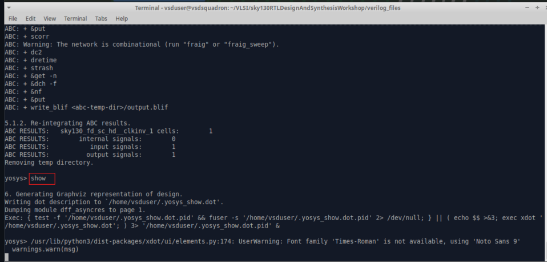 Terminal - vsduser@vsdsquadron: ~/VLSI/sky130RTLDesignAndSynthesisWorkshop/verilog_files
File Edit View Terminal Tabs Help
ABC: + &put
ABC: + scorr
ABC: Warning: The network is combinational (run "fraig" or "fraig_sweep").
ABC: + dc2
ABC: + dretime
ABC: + strash
ABC: + &get -n
ABC: + &dch -f
ABC: + &nf
ABC: + &put
ABC: + write_blif <abc-temp-dir>/output.blif
5.1.2. Re-integrating ABC results.
ABC RESULTS: sky130_fd_sc_hd__clkinv_1 cells: 1
ABC RESULTS: internal signals: 0
ABC RESULTS: input signals: 1
ABC RESULTS: output signals: 1
Removing temp directory.
yosys> show
6. Generating Graphviz representation of design.
Writing dot description to `/home/vsduser/.yosys_show.dot'.
Dumping module dff_asyncres to page 1.
Exec: { test -f '/home/vsduser/.yosys_show.dot.pid' && fuser -s '/home/vsduser/.yosys_show.dot.pid' 2> /dev/null; } || ( echo $$ >&3; exec xdot '
/home/vsduser/.yosys_show.dot'; ) 3> '/home/vsduser/.yosys_show.dot.pid' &
yosys> /usr/lib/python3/dist-packages/xdot/ui/elements.py:174: UserWarning: Font family 'Times-Roman' is not available, using 'Noto Sans 9'
warnings.warn(msg)